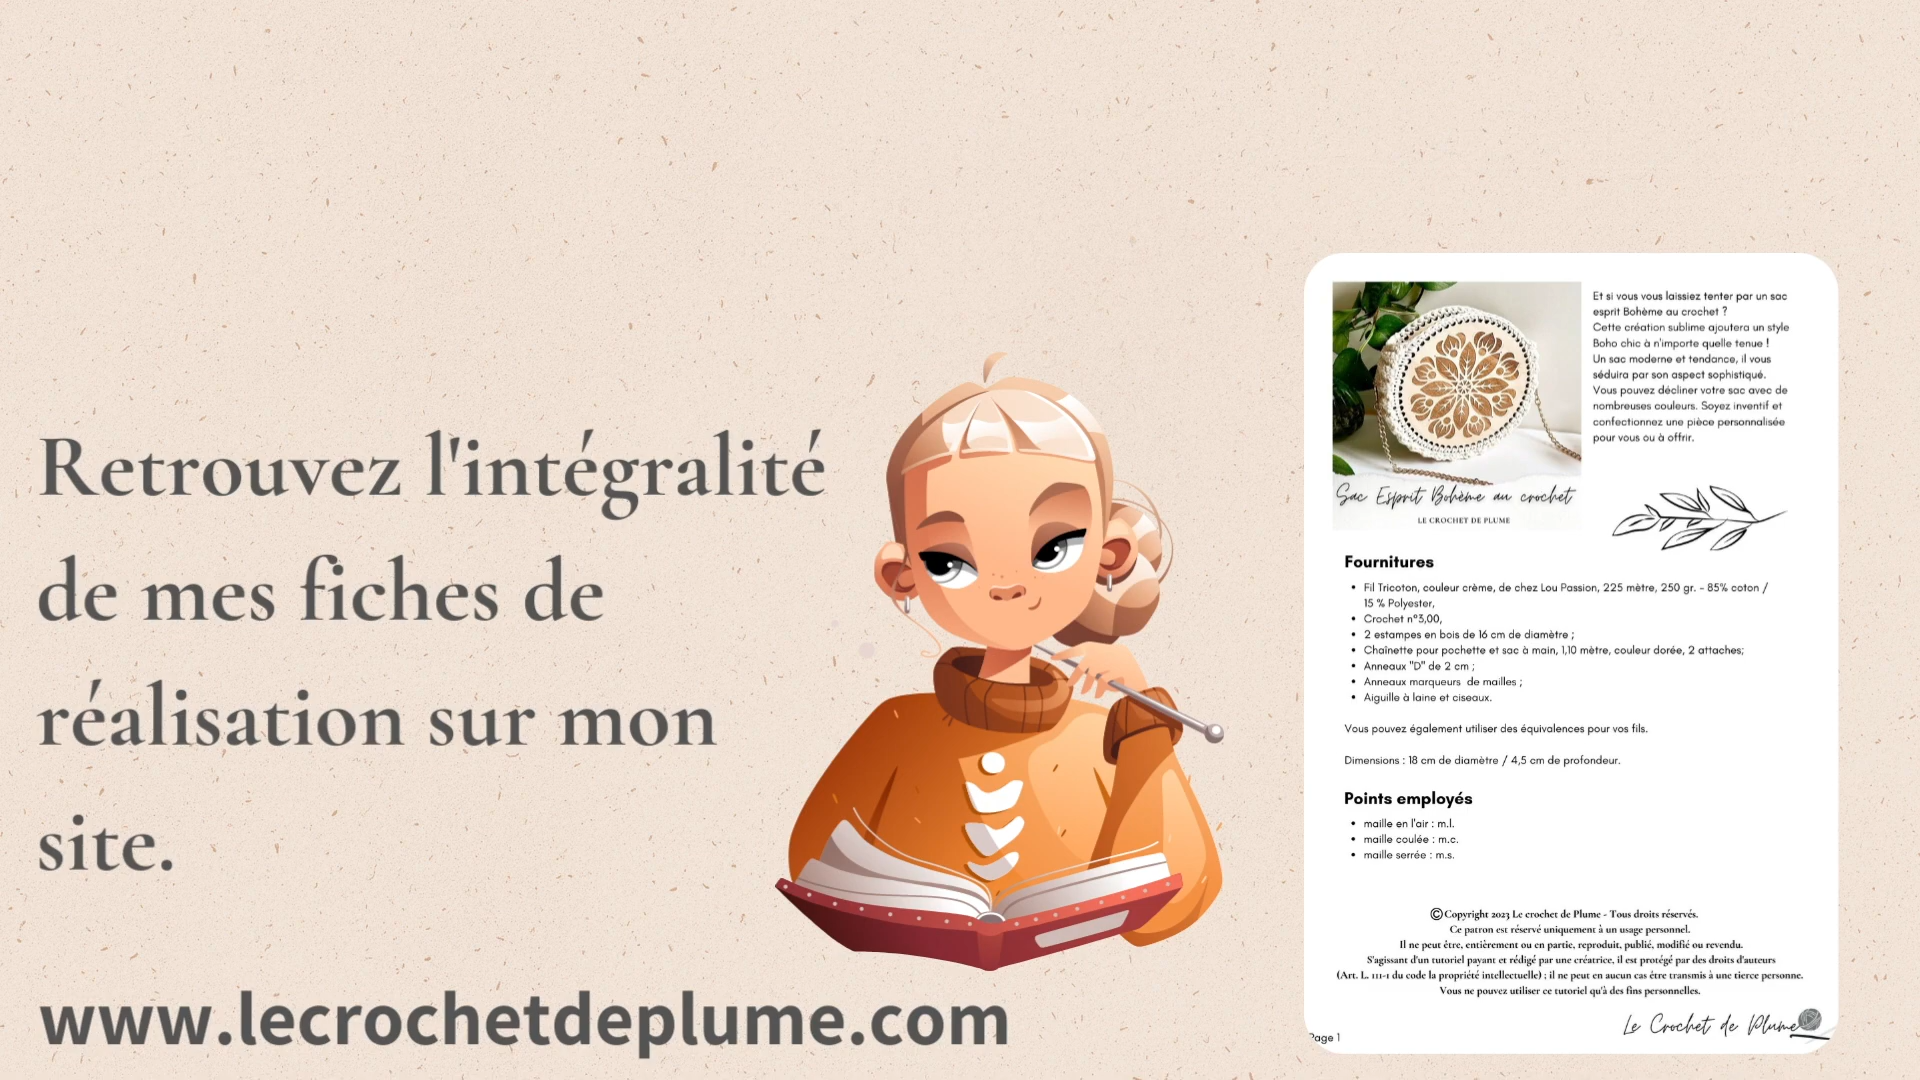 Retrouvez l'intégralité
de mes fiches de
réalisation sur mon
site.
www.lecrochetdeplume.com
Et si vous vous laissiez tenter par un sac
esprit Bohème au crochet ?
Cette création sublime ajoutera un style
Boho chic à n'importe quelle tenue !
Un sac moderne et tendance, il vous
séduira par son aspect sophistiqué.
Vous pouvez décliner votre sac avec de
nombreuses couleurs. Soyez inventif et
confectionnez une pièce personnalisée
pour vous ou à offrir.
Sac Esprit Bohème au crochet
LE CROCHET DE PLUME
Fournitures
• Fil Tricoton, couleur crème, de chez Lou Passion, 225 mètre, 250 gr. - 85% coton /
15 % Polyester,
• Crochet n°3,00,
• 2 estampes en bois de 16 cm de diamètre ;
• Chaînette pour pochette et sac à main, 1,10 mètre, couleur dorée, 2 attaches;
• Anneaux "D" de 2 cm ;
• Anneaux marqueurs de mailles ;
• Aiguille à laine et ciseaux.
Vous pouvez également utiliser des équivalences pour vos fils.
Dimensions : 18 cm de diamètre / 4,5 cm de profondeur.
Points employés
• maille en l'air : m.l.
• maille coulée : m.c.
• maille serrée : m.s.
©Copyright 2023 Le crochet de Plume - Tous droits réservés.
Ce patron est réservé uniquement à un usage personnel.
Il ne peut être, entièrement ou en partie, reproduit, publié, modifié ou revendu.
S'agissant d'un tutoriel payant et rédigé par une créatrice, il est protégé par des droits d'auteurs
(Art. L. 111-1 du code la propriété intellectuelle) ; il ne peut en aucun cas être transmis à une tierce personne.
Vous ne pouvez utiliser ce tutoriel qu'à des fins personnelles.
Le Crochet de Plume
Page 1